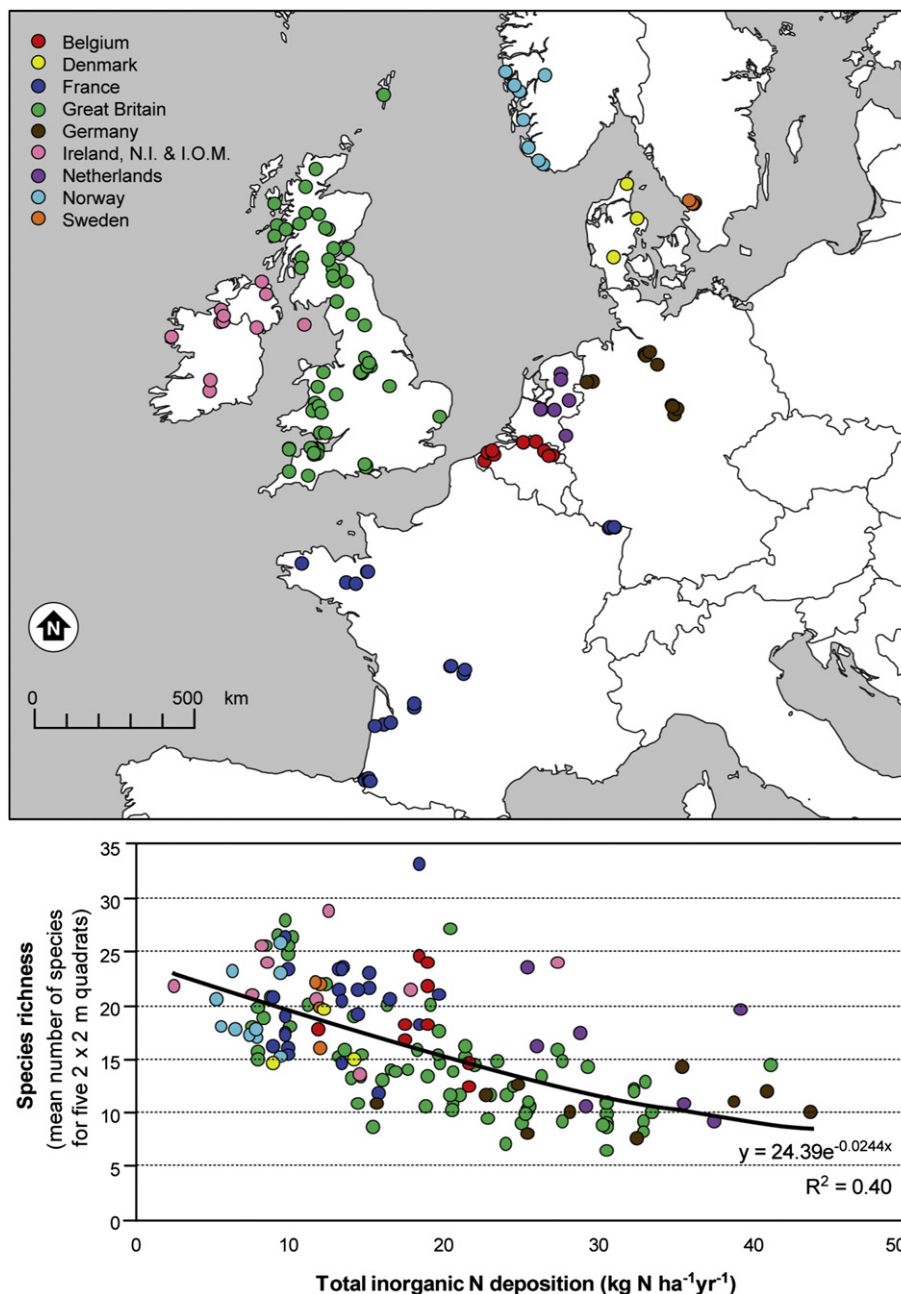 Belgium
Denmark
France
Great Britain
Germany
Ireland, N.I. & I.O.M.
Netherlands
Norway
Sweden
N
0 500 km
35
30
25
20
15
10
5
0
Species richness
(mean number of species
for five 2 x 2 m quadrats)
y = 24.39e^-0.0244x
R² = 0.40
0 10 20 30 40 50
Total inorganic N deposition (kg N ha⁻¹yr⁻¹)